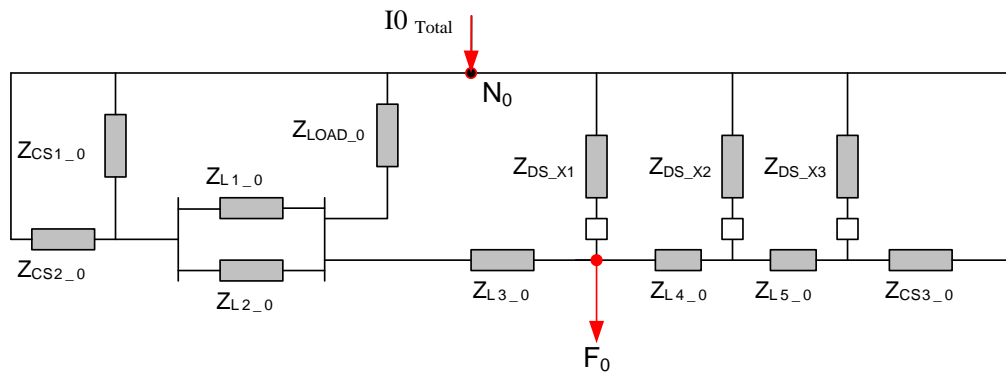 I0 Total
N0
ZCS1_0
ZLOAD_0
ZDS_X1
ZDS_X2
ZDS_X3
ZL1_0
ZCS2_0
ZL2_0
ZL3_0
ZL4_0
ZL5_0
ZCS3_0
F0